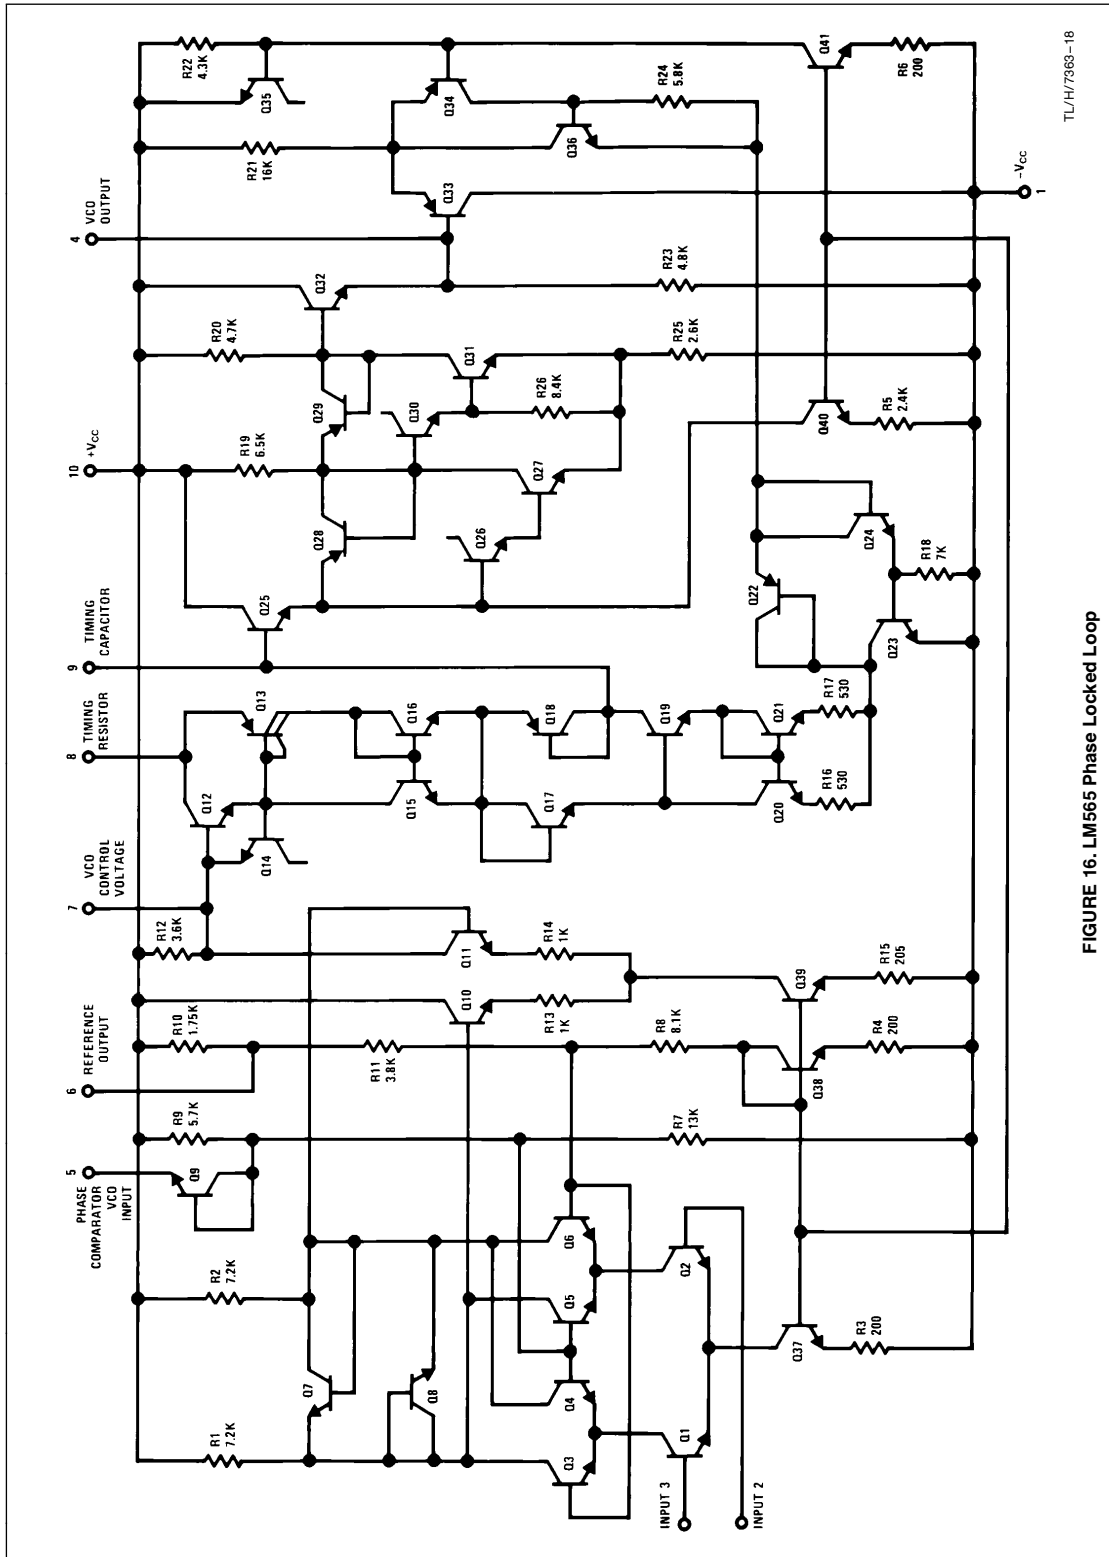 5
PHASE
COMPARATOR
VCO
INPUT
6
REFERENCE
OUTPUT
7
VCO
CONTROL
VOLTAGE
8
TIMING
RESISTOR
9
TIMING
CAPACITOR
10
+VCC
4
VCO
OUTPUT
R1
7.2K
R2
7.2K
R9
5.7K
R10
1.75K
R12
3.6K
R19
6.5K
R20
4.7K
R21
16K
R22
4.3K
Q7
Q8
Q9
R11
3.8K
Q10
Q11
Q12
Q13
Q14
Q25
Q28
Q29
Q32
Q33
Q34
Q35
Q15
Q16
Q17
Q18
Q26
Q27
Q30
Q31
Q36
R24
5.8K
R26
8.4K
R13
1K
R14
1K
Q3
Q4
Q5
Q6
R7
13K
R8
8.1K
Q19
Q20
Q21
R16
530
R17
530
Q22
Q24
Q23
R18
7K
R25
2.6K
R23
4.8K
Q1
Q2
INPUT 3
INPUT 2
Q37
Q38
Q39
Q40
Q41
R3
200
R4
200
R15
205
R5
2.4K
R6
200
1
−VCC
TL/H/7363–18
FIGURE 16. LM565 Phase Locked Loop